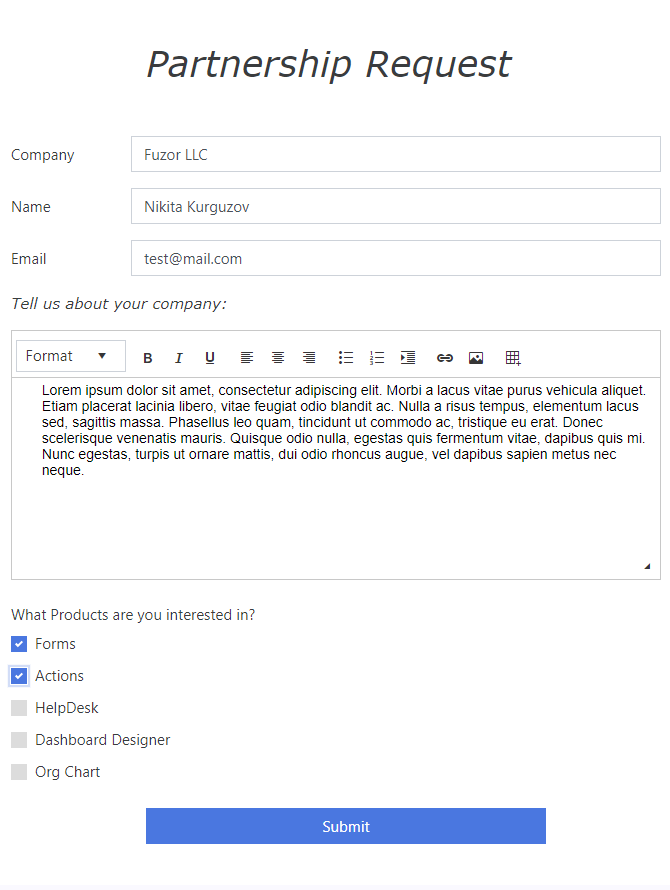 Partnership Request
Company
Fuzor LLC
Name
Nikita Kurguzov
Email
test@mail.com
Tell us about your company:
Format
B I U
Lorem ipsum dolor sit amet, consectetur adipiscing elit. Morbi a lacus vitae purus vehicula aliquet.
Etiam placerat lacinia libero, vitae feugiat odio blandit ac. Nulla a risus tempus, elementum lacus
sed, sagittis massa. Phasellus leo quam, tincidunt ut commodo ac, tristique eu erat. Donec
scelerisque venenatis mauris. Quisque odio nulla, egestas quis fermentum vitae, dapibus quis mi.
Nunc egestas, turpis ut ornare mattis, dui odio rhoncus augue, vel dapibus sapien metus nec
neque.
What Products are you interested in?
Forms
Actions
HelpDesk
Dashboard Designer
Org Chart
Submit